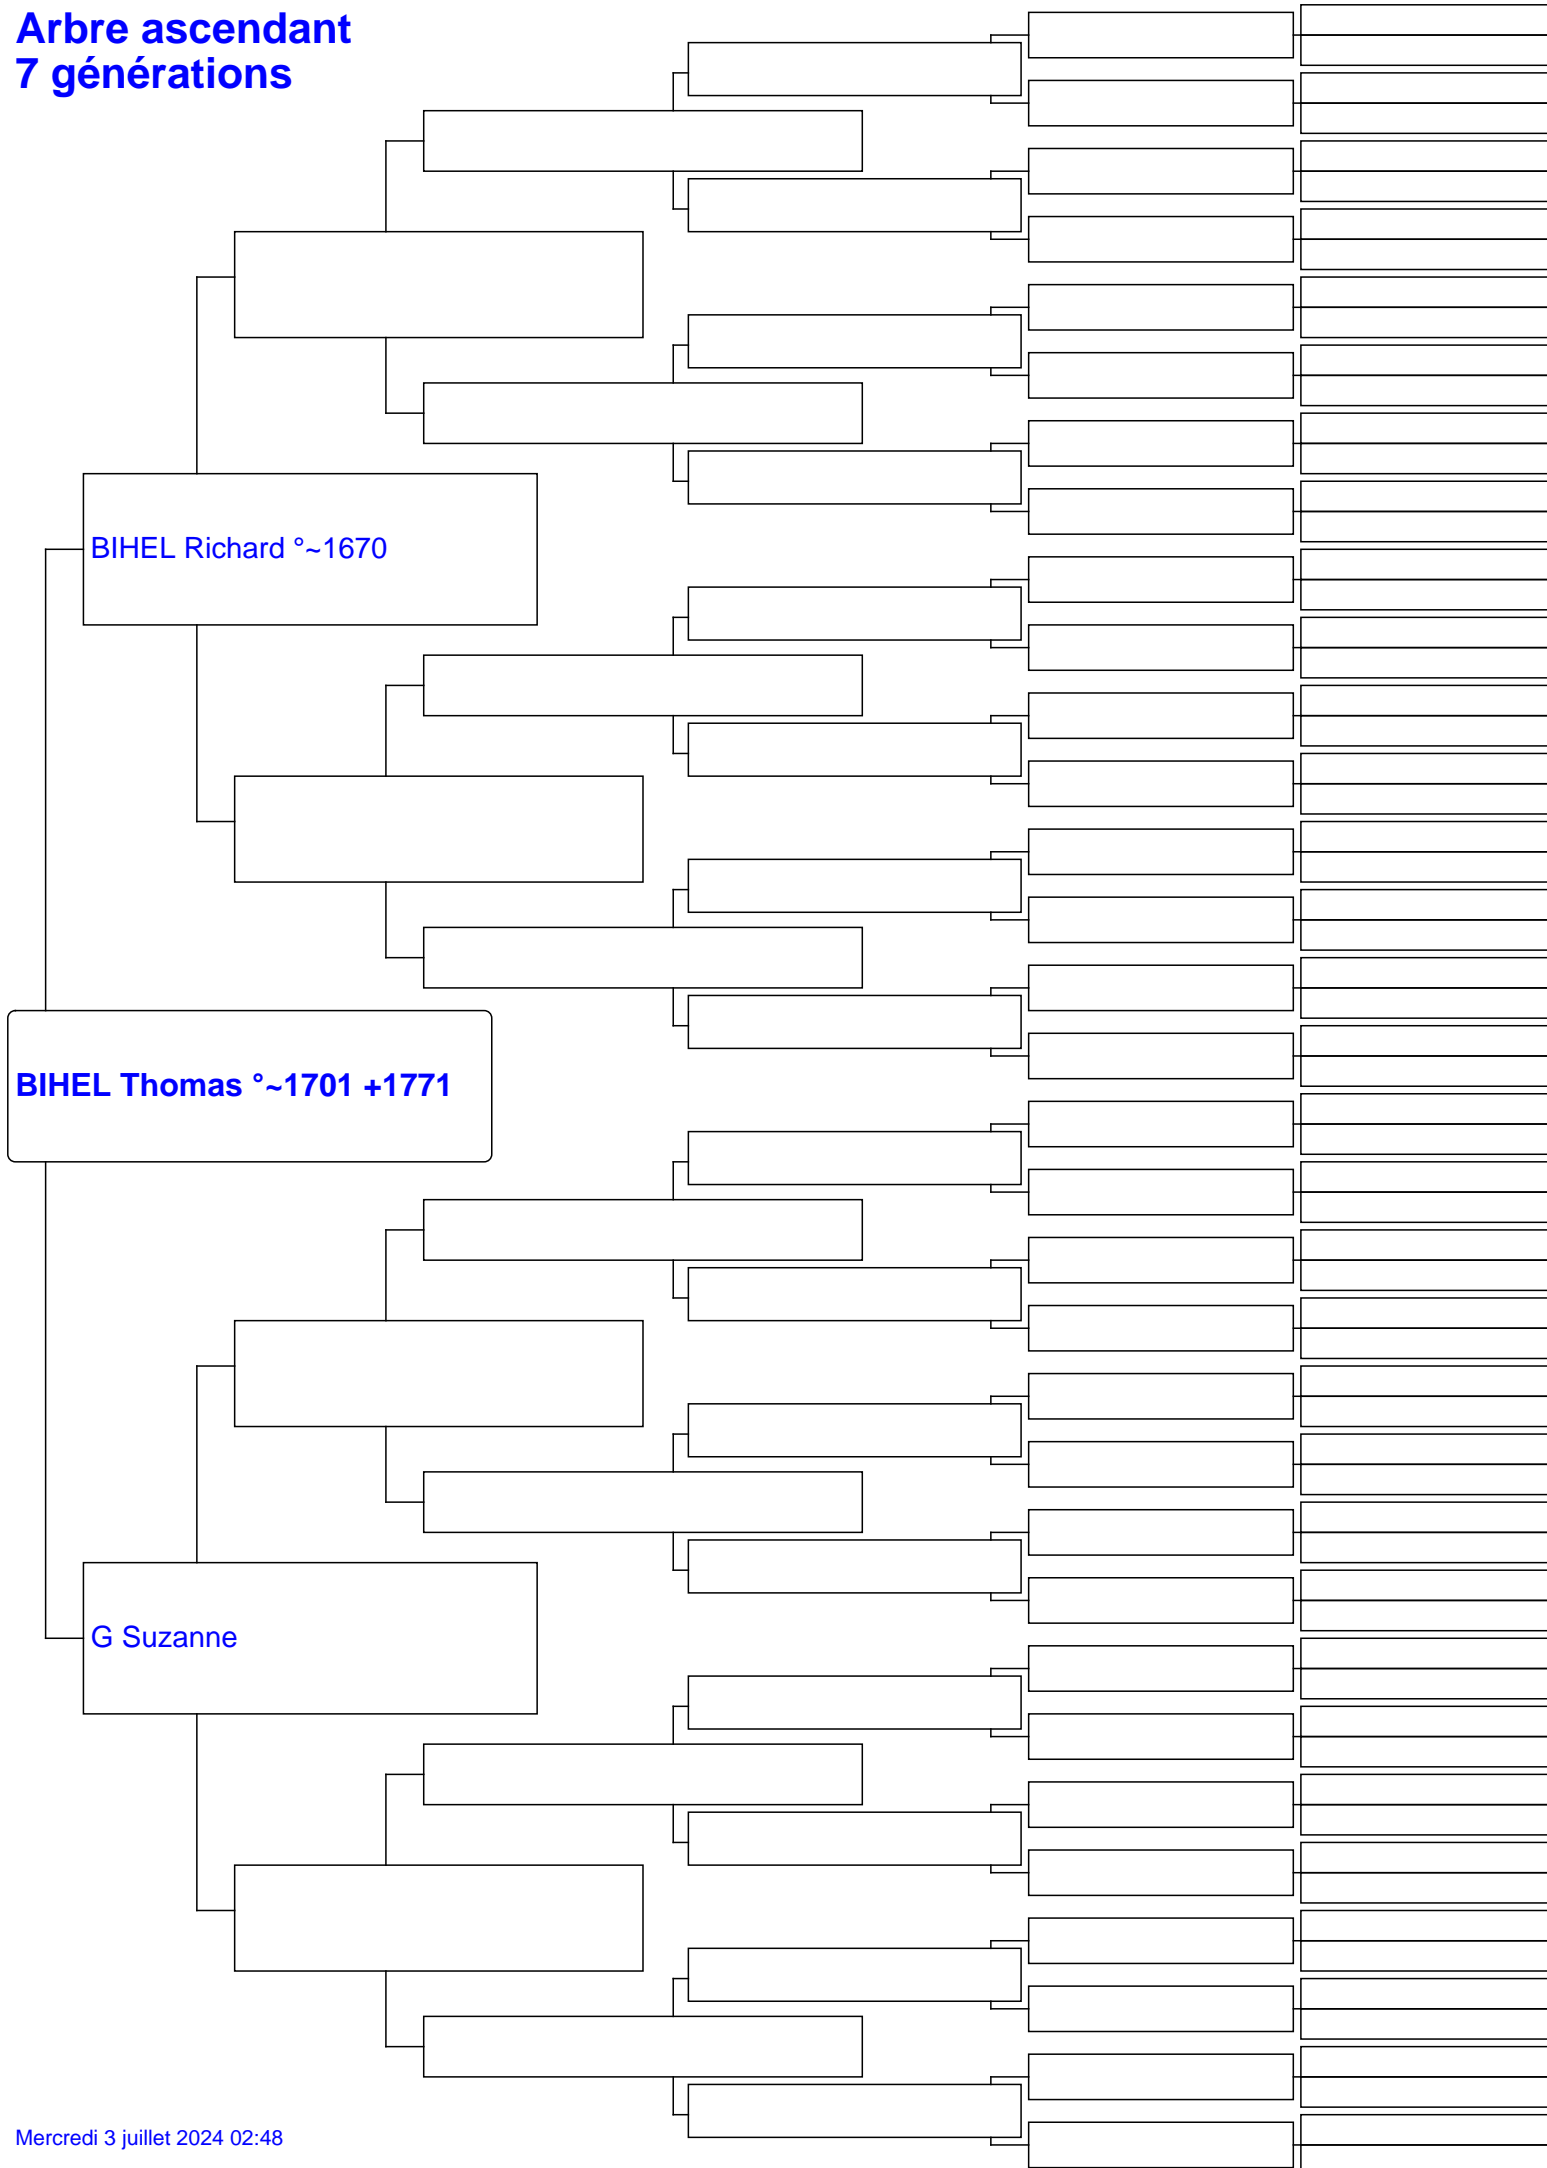 Arbre ascendant
7 générations
BIHEL Richard °~1670
BIHEL Thomas °~1701 +1771
G Suzanne
Mercredi 3 juillet 2024 02:48